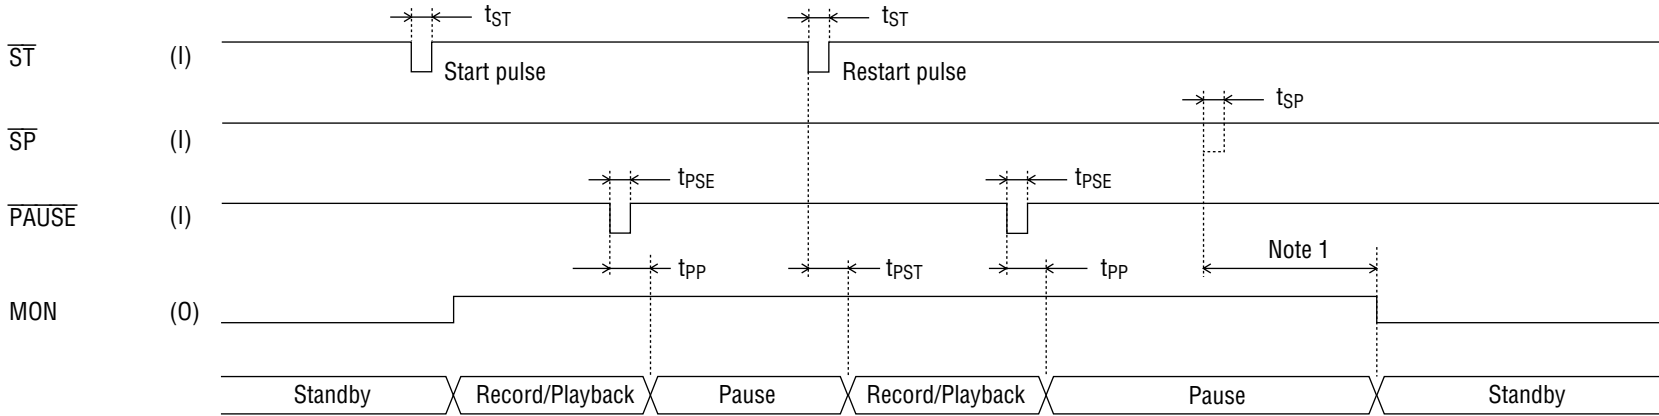 tST tST
ST (I) Start pulse Restart pulse
tSP
SP (I)
tPSE tPSE
PAUSE (I)
tPP tPST tPP Note 1
MON (O)
Standby Record/Playback Pause Record/Playback Pause Standby